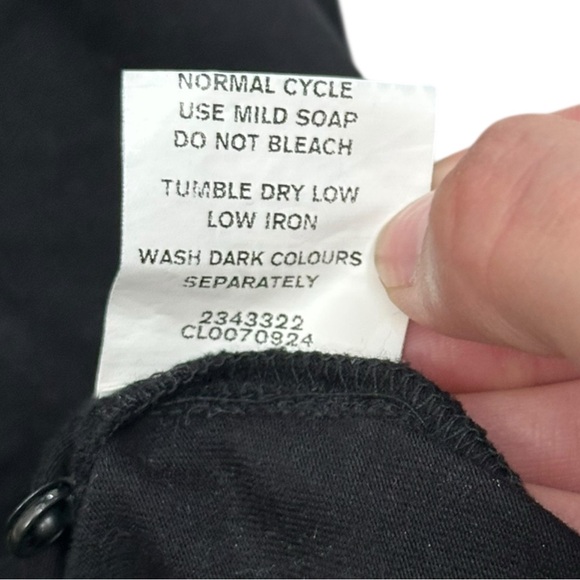 NORMAL CYCLE
USE MILD SOAP
DO NOT BLEACH
TUMBLE DRY LOW
LOW IRON
WASH DARK COLOURS
SEPARATELY
2343322
CL0070924